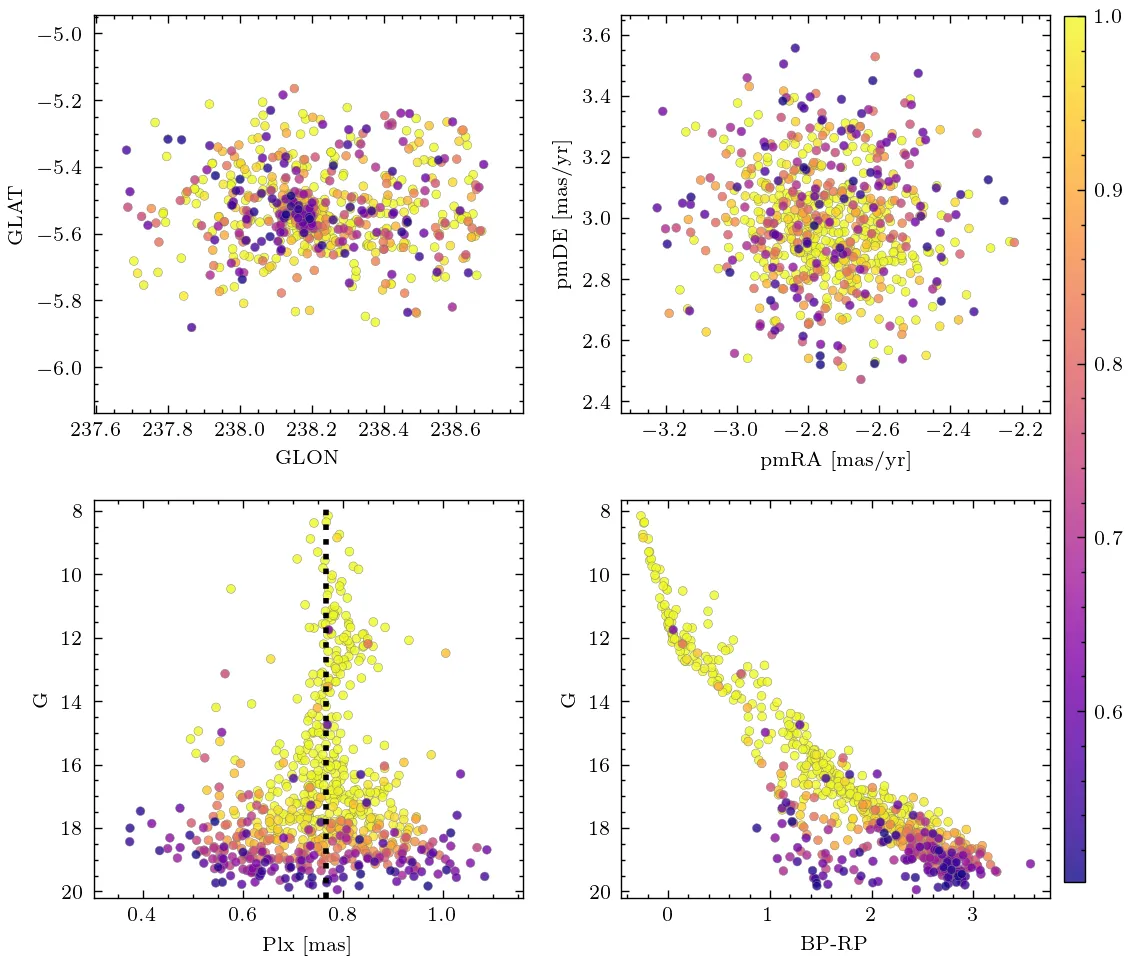 −5.0
−5.2
−5.4
−5.6
−5.8
−6.0
GLAT
237.6 237.8 238.0 238.2 238.4 238.6
GLON
3.6
3.4
3.2
3.0
2.8
2.6
2.4
pmDE [mas/yr]
−3.2 −3.0 −2.8 −2.6 −2.4 −2.2
pmRA [mas/yr]
8
10
12
14
16
18
20
G
0.4 0.6 0.8 1.0
Plx [mas]
8
10
12
14
16
18
20
G
0 1 2 3
BP-RP
1.0
0.9
0.8
0.7
0.6